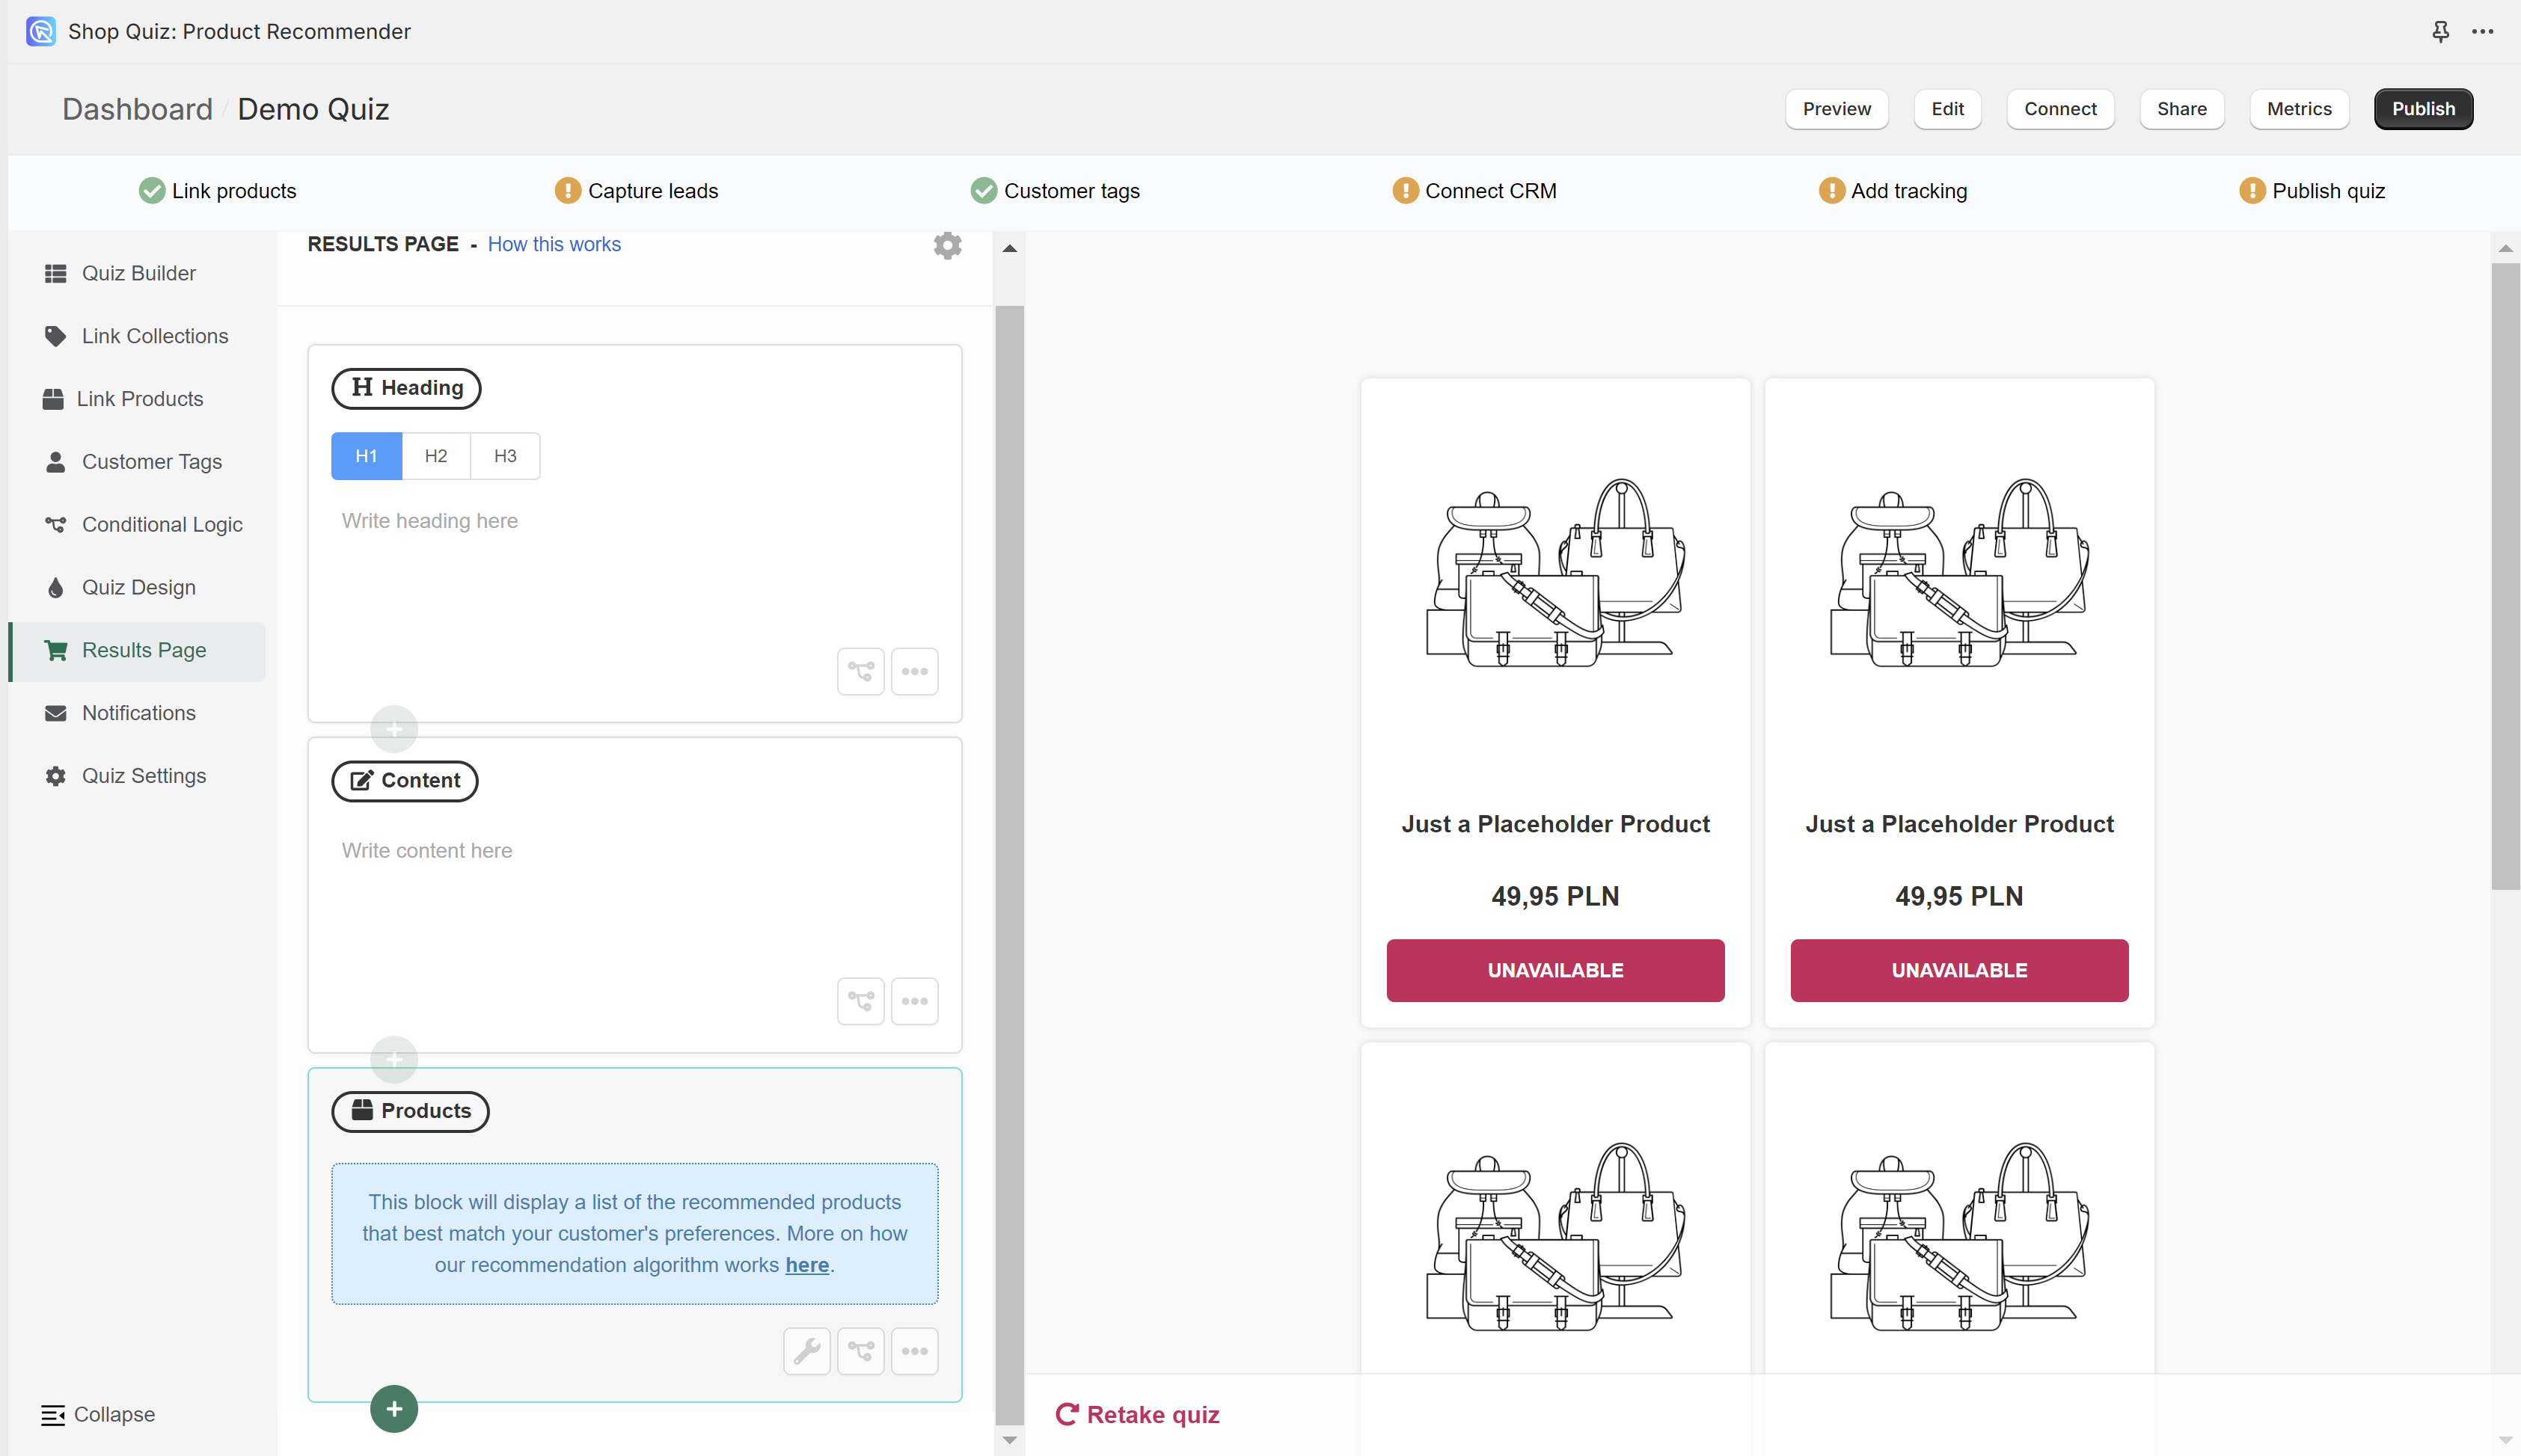 Shop Quiz: Product Recommender
Dashboard / Demo Quiz
Preview
Edit
Connect
Share
Metrics
Publish
Link products
Capture leads
Customer tags
Connect CRM
Add tracking
Publish quiz
Quiz Builder
Link Collections
Link Products
Customer Tags
Conditional Logic
Quiz Design
Results Page
Notifications
Quiz Settings
Collapse
RESULTS PAGE - How this works
H Heading
H1 H2 H3
Write heading here
Content
Write content here
Products
This block will display a list of the recommended products
that best match your customer's preferences. More on how
our recommendation algorithm works here.
Just a Placeholder Product
49,95 PLN
UNAVAILABLE
Just a Placeholder Product
49,95 PLN
UNAVAILABLE
Retake quiz